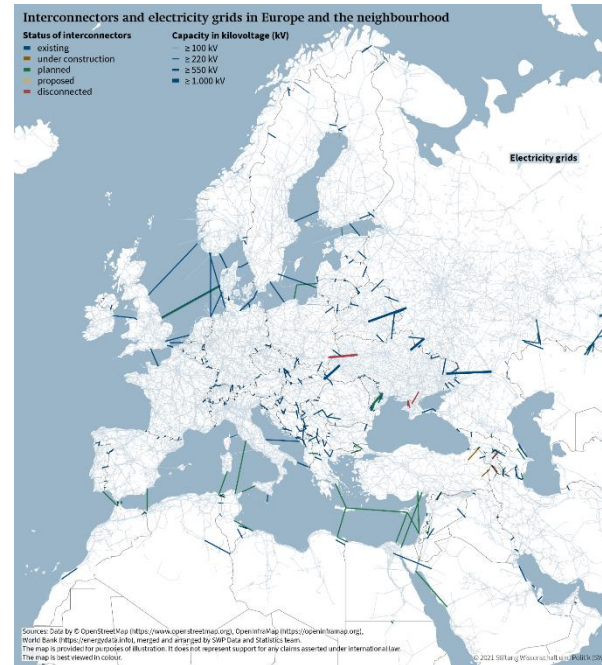 Interconnectors and electricity grids in Europe and the neighbourhood
Status of interconnectors
existing
under construction
planned
proposed
disconnected
Capacity in kilovoltage (kV)
≥ 100 kV
≥ 220 kV
≥ 550 kV
≥ 1.000 kV
Electricity grids
Sources: Data by © OpenStreetMap (https://www.openstreetmap.org), OpenInfraMap (https://openinframap.org),
World Bank (https://energydata.info), merged and arranged by SWP Data and Statistics team.
The map is provided for purposes of illustration. It does not represent support for any claims asserted under international law.
The map is best viewed in colour.
© 2021 Stiftung Wissenschaft und Politik (SW